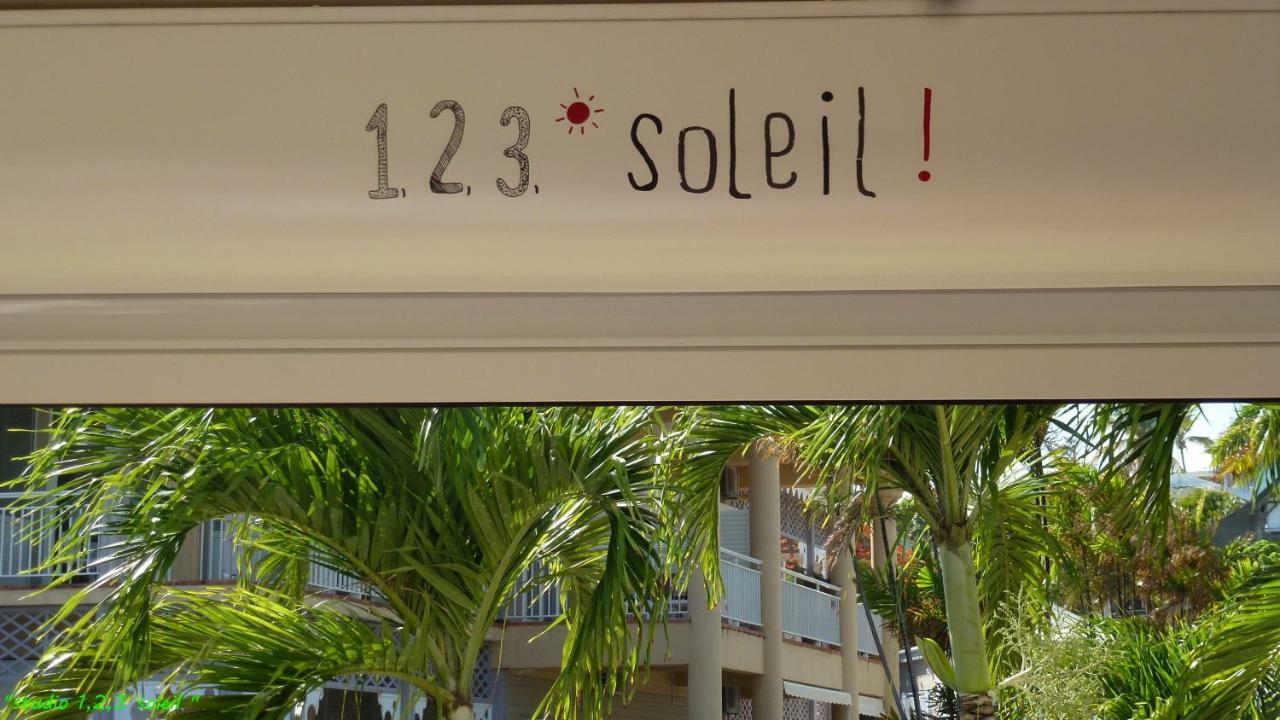 1, 2, 3, soleil !
"studio 1,2,3 soleil "